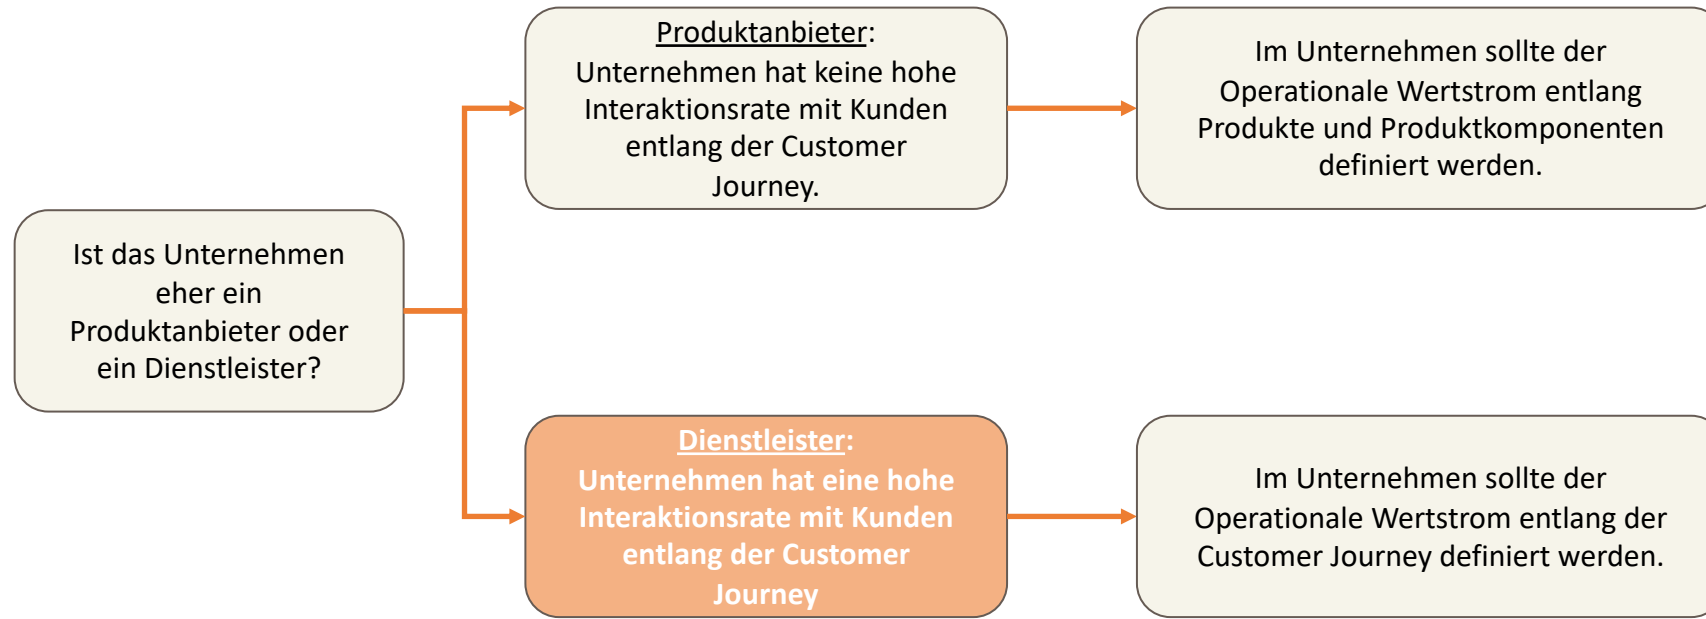 Ist das Unternehmen
eher ein
Produktanbieter oder
ein Dienstleister?
Produktanbieter:
Unternehmen hat keine hohe
Interaktionsrate mit Kunden
entlang der Customer
Journey.
Im Unternehmen sollte der
Operationale Wertstrom entlang
Produkte und Produktkomponenten
definiert werden.
Dienstleister:
Unternehmen hat eine hohe
Interaktionsrate mit Kunden
entlang der Customer
Journey
Im Unternehmen sollte der
Operationale Wertstrom entlang der
Customer Journey definiert werden.